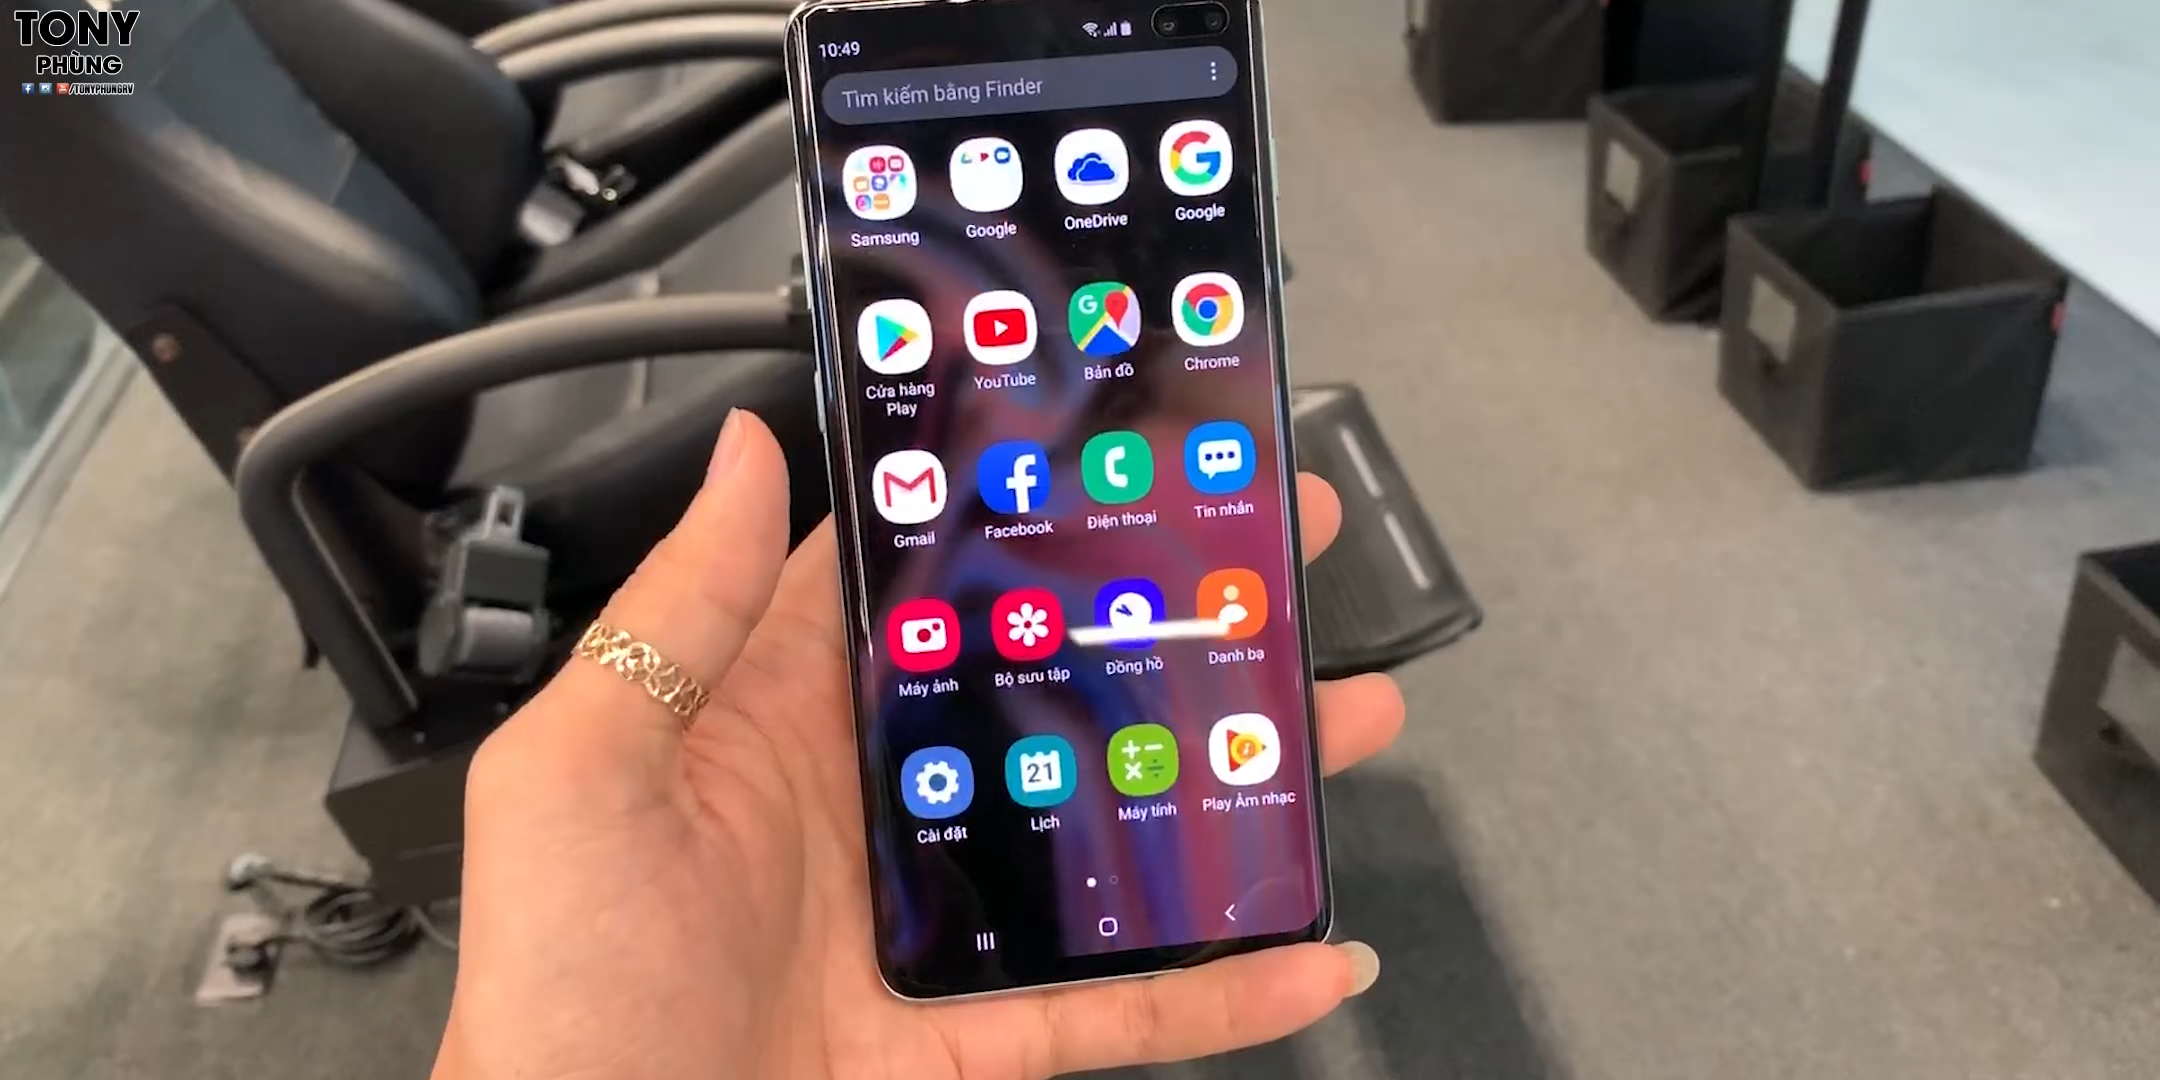 TONY
PHÙNG
/TONYPHUNGRV
10:49
Tìm kiếm bằng Finder
Samsung
Google
OneDrive
Google
Cửa hàng
Play
YouTube
Bản đồ
Chrome
Gmail
Facebook
Điện thoại
Tin nhắn
Máy ảnh
Bộ sưu tập
Đồng hồ
Danh bạ
Cài đặt
21
Lịch
Máy tính
Play Âm nhạc